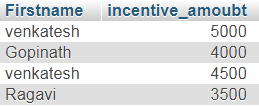 Firstname incentive_amoubt
venkatesh 5000
Gopinath 4000
venkatesh 4500
Ragavi 3500